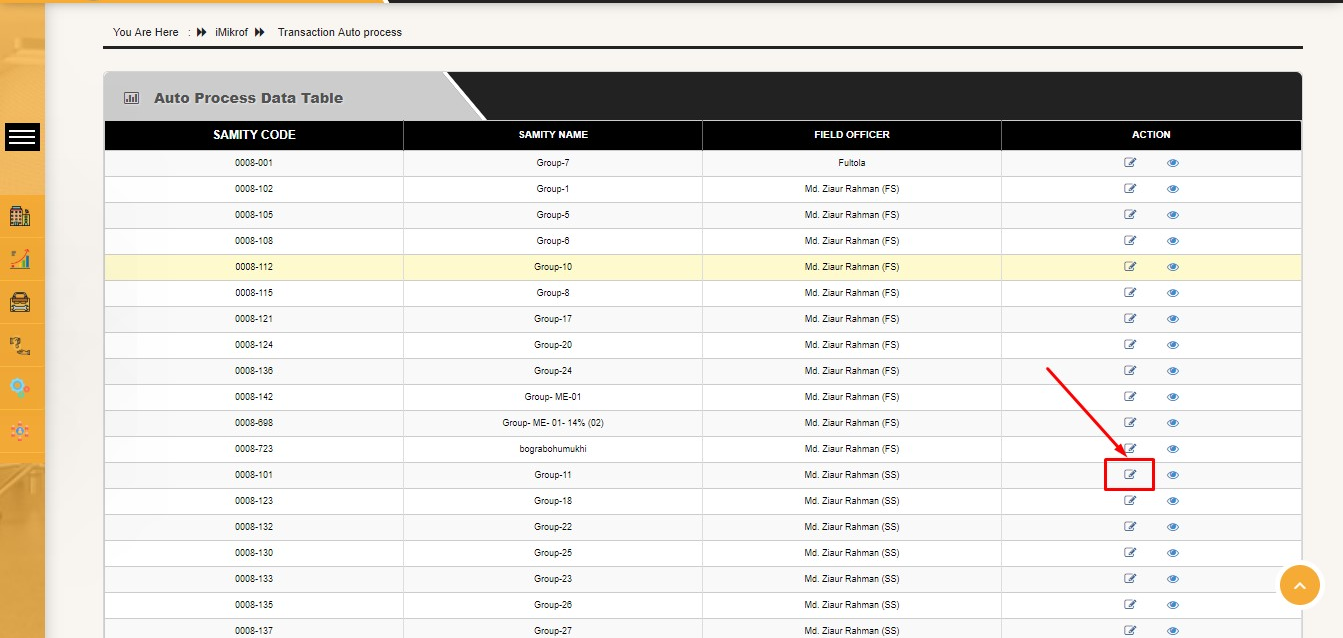 You Are Here : iMikrof Transaction Auto process
Auto Process Data Table
SAMITY CODE SAMITY NAME FIELD OFFICER ACTION
0008-001 Group-7 Fultola
0008-102 Group-1 Md. Ziaur Rahman (FS)
0008-105 Group-5 Md. Ziaur Rahman (FS)
0008-108 Group-6 Md. Ziaur Rahman (FS)
0008-112 Group-10 Md. Ziaur Rahman (FS)
0008-115 Group-8 Md. Ziaur Rahman (FS)
0008-121 Group-17 Md. Ziaur Rahman (FS)
0008-124 Group-20 Md. Ziaur Rahman (FS)
0008-136 Group-24 Md. Ziaur Rahman (FS)
0008-142 Group- ME-01 Md. Ziaur Rahman (FS)
0008-698 Group- ME- 01- 14% (02) Md. Ziaur Rahman (FS)
0008-723 bograbohumukhi Md. Ziaur Rahman (FS)
0008-101 Group-11 Md. Ziaur Rahman (SS)
0008-123 Group-18 Md. Ziaur Rahman (SS)
0008-132 Group-22 Md. Ziaur Rahman (SS)
0008-130 Group-25 Md. Ziaur Rahman (SS)
0008-133 Group-23 Md. Ziaur Rahman (SS)
0008-135 Group-26 Md. Ziaur Rahman (SS)
0008-137 Group-27 Md. Ziaur Rahman (SS)